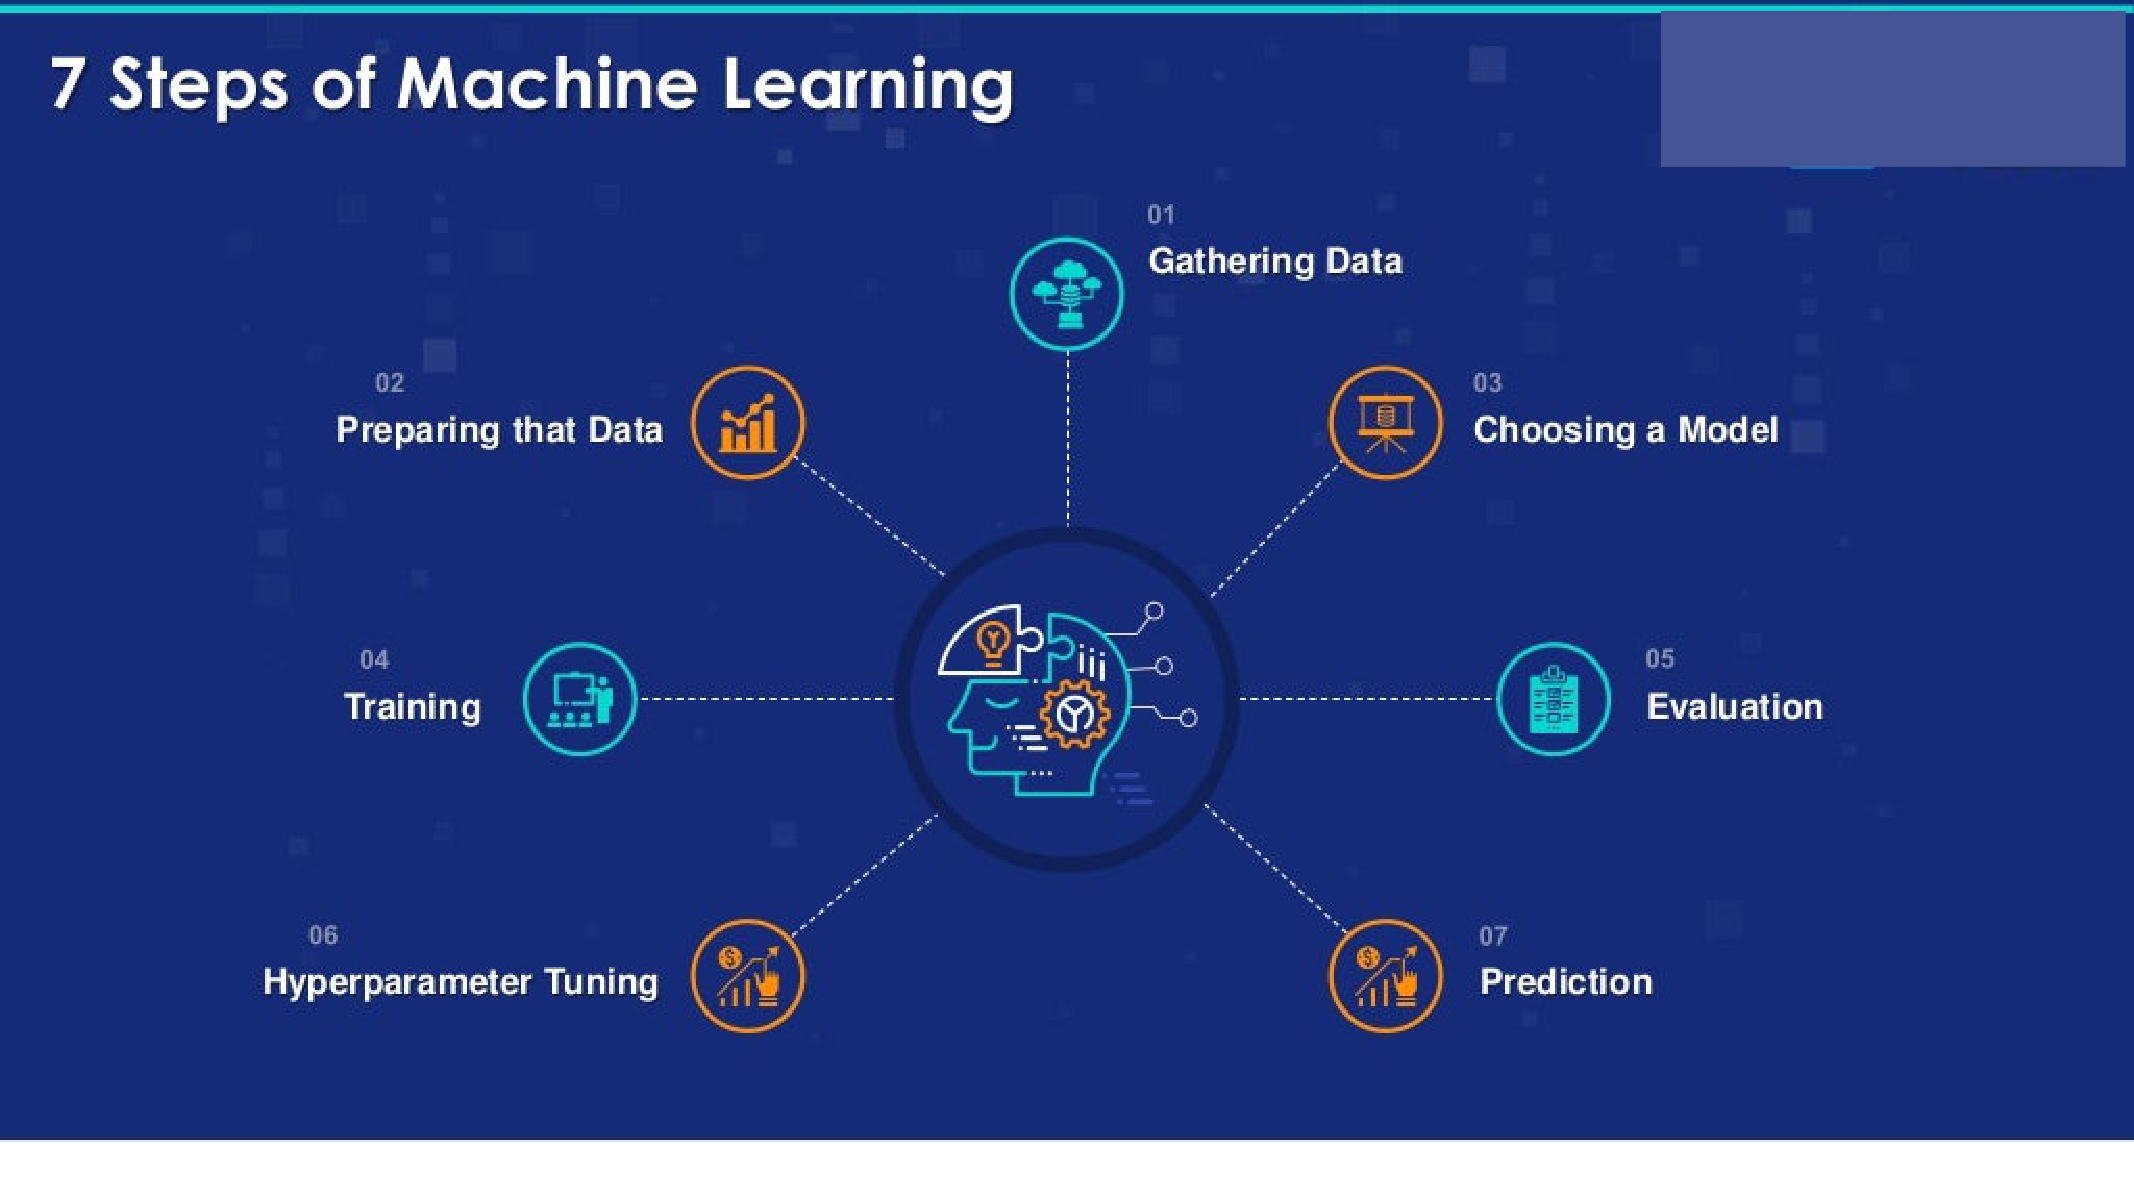 7 Steps of Machine Learning
01
Gathering Data
02
Preparing that Data
03
Choosing a Model
04
Training
05
Evaluation
06
Hyperparameter Tuning
07
Prediction